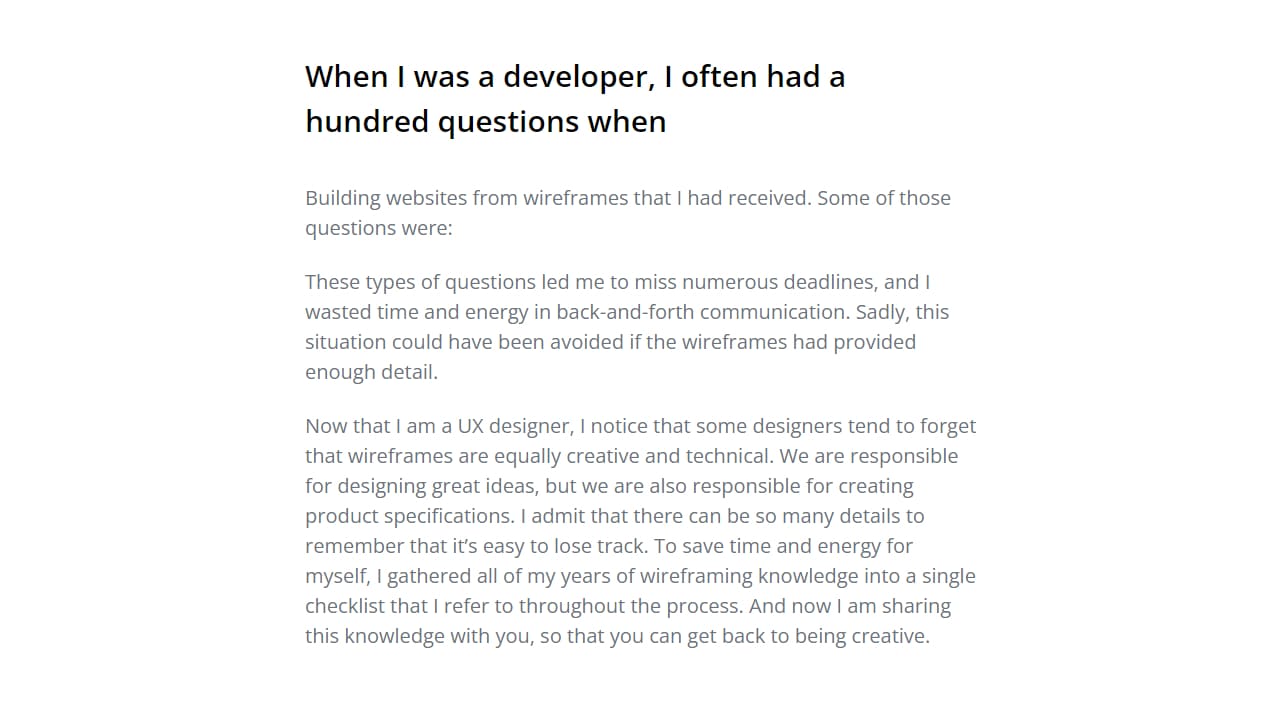 When I was a developer, I often had a
hundred questions when
Building websites from wireframes that I had received. Some of those
questions were:
These types of questions led me to miss numerous deadlines, and I
wasted time and energy in back-and-forth communication. Sadly, this
situation could have been avoided if the wireframes had provided
enough detail.
Now that I am a UX designer, I notice that some designers tend to forget
that wireframes are equally creative and technical. We are responsible
for designing great ideas, but we are also responsible for creating
product specifications. I admit that there can be so many details to
remember that it’s easy to lose track. To save time and energy for
myself, I gathered all of my years of wireframing knowledge into a single
checklist that I refer to throughout the process. And now I am sharing
this knowledge with you, so that you can get back to being creative.